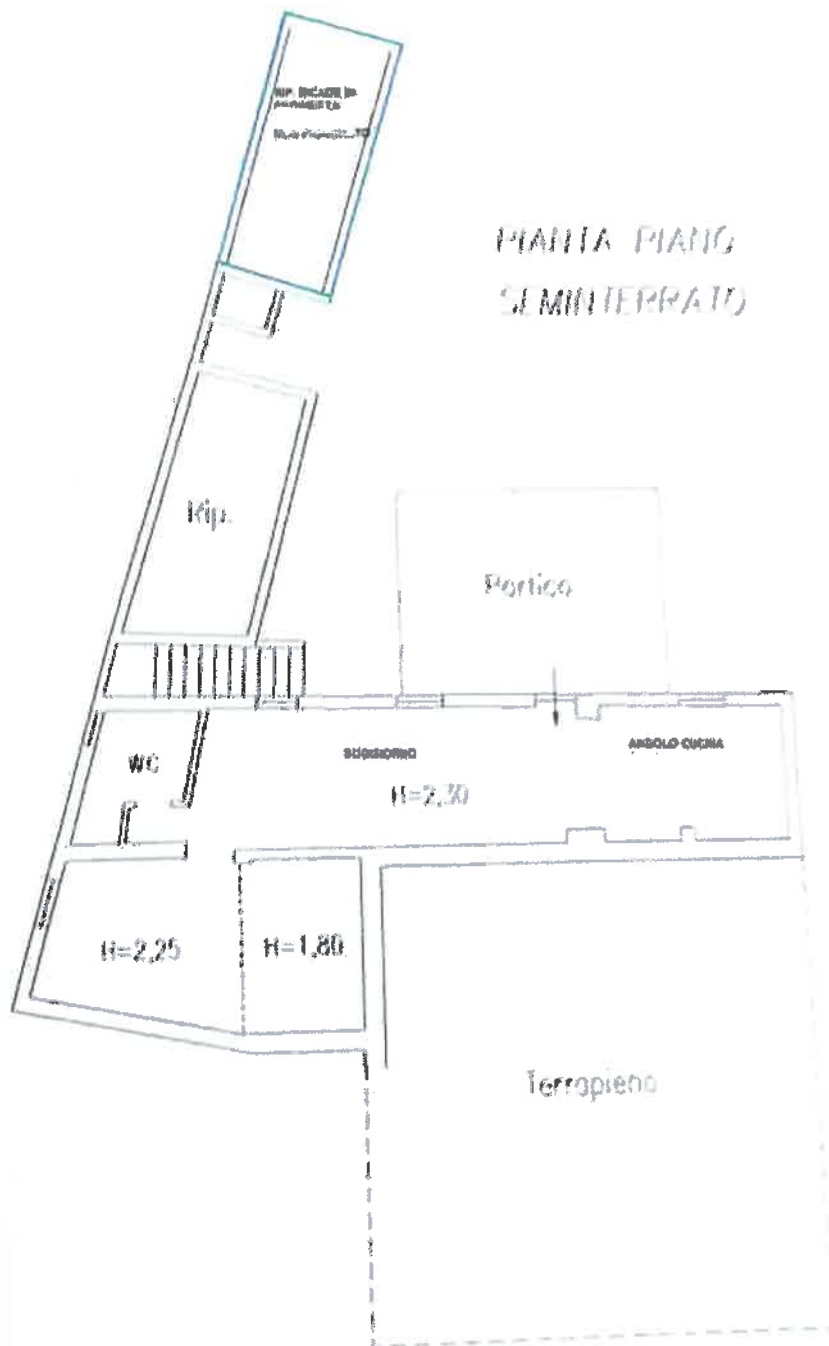 PIANTA PIANO
SEMINTERRATO
Rip.
Portico
WC
SOGGIORNO
ANGOLO CUCINA
H=2,30
H=2,25
H=1,80
Terrapieno